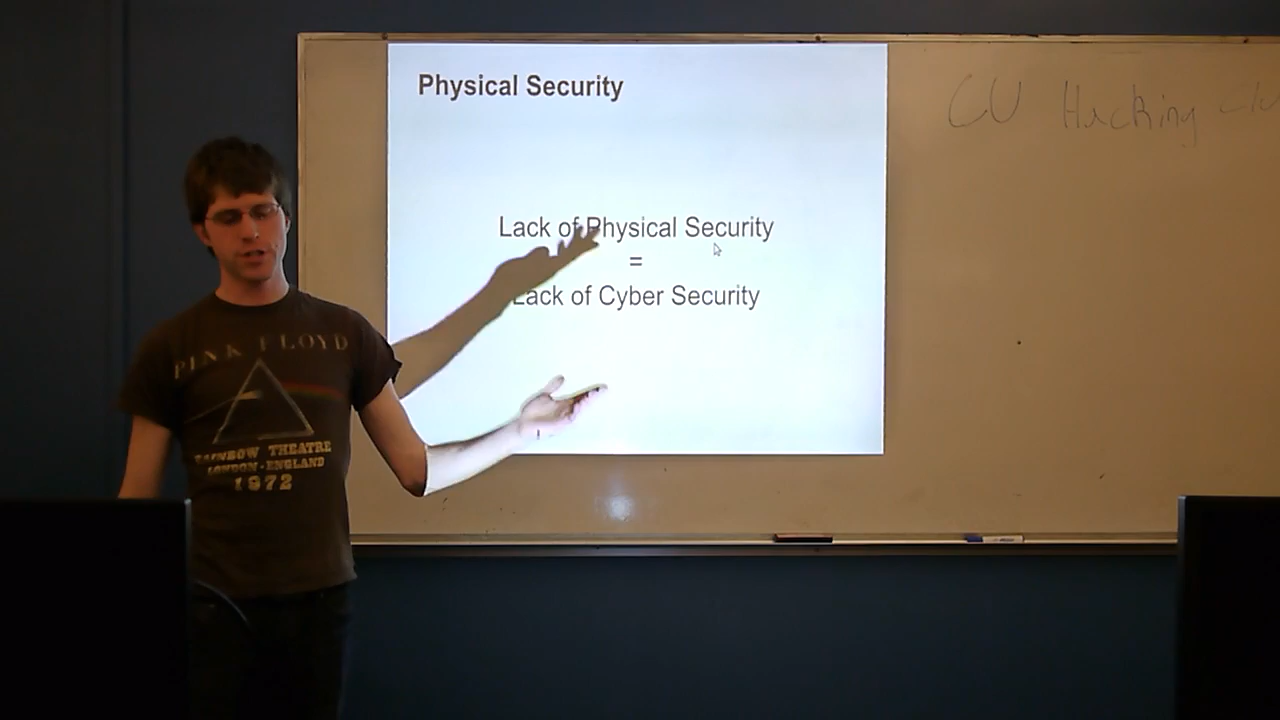 Physical Security
CU Hacking Clu
Lack of Physical Security
=
Lack of Cyber Security
PINK FLOYD
RAINBOW THEATRE
LONDON · ENGLAND
1972